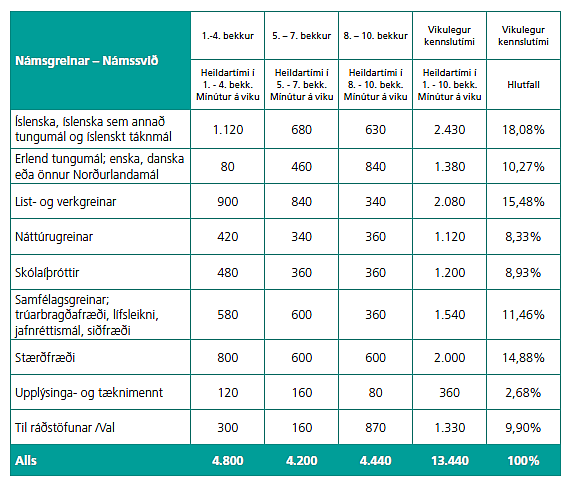 Námsgreinar – Námssvið
1.-4. bekkur 5. – 7. bekkur 8. – 10. bekkur Vikulegur kennslutími Vikulegur kennslutími
Heildartími í 1. - 4. bekk. Mínútur á viku Heildartími í 5. - 7. bekk. Mínútur á viku Heildartími í 8. - 10. bekk. Mínútur á viku Heildartími í 1. - 10. bekk. Mínútur á viku Hlutfall
Íslenska, íslenska sem annað
tungumál og íslenskt táknmál 1.120 680 630 2.430 18,08%
Erlend tungumál; enska, danska
eða önnur Norðurlandamál 80 460 840 1.380 10,27%
List- og verkgreinar 900 840 340 2.080 15,48%
Náttúrugreinar 420 340 360 1.120 8,33%
Skólaíþróttir 480 360 360 1.200 8,93%
Samfélagsgreinar;
trúarbragðafræði, lífsleikni,
jafnréttismál, siðfræði 580 600 360 1.540 11,46%
Stærðfræði 800 600 600 2.000 14,88%
Upplýsinga- og tæknimennt 120 160 80 360 2,68%
Til ráðstöfunar /Val 300 160 870 1.330 9,90%
Alls 4.800 4.200 4.440 13.440 100%